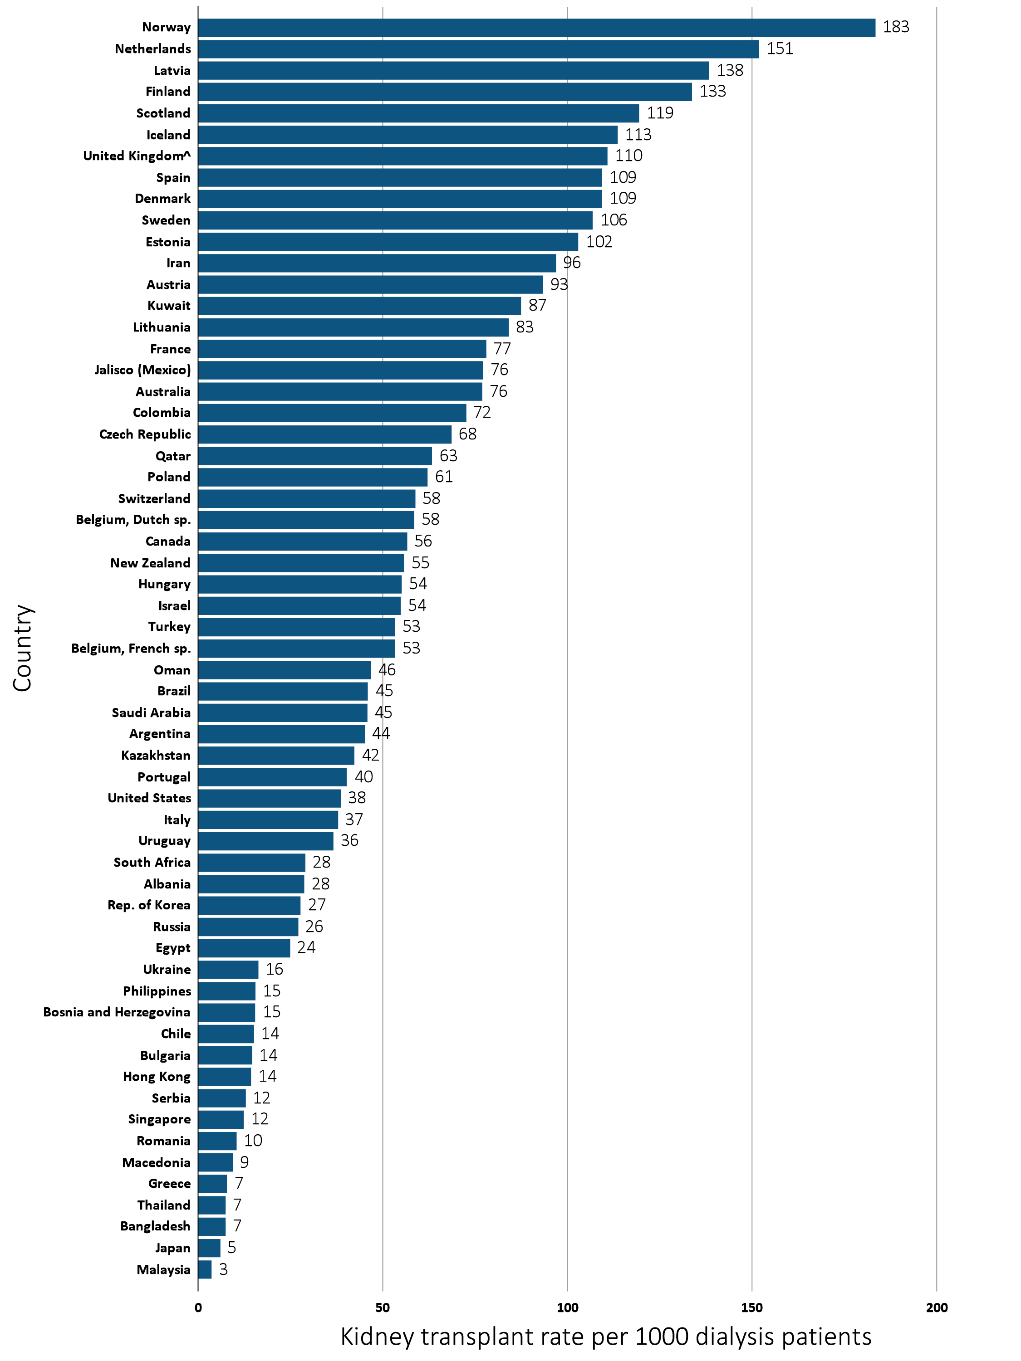 Norway 183
Netherlands 151
Latvia 138
Finland 133
Scotland 119
Iceland 113
United Kingdom^ 110
Spain 109
Denmark 109
Sweden 106
Estonia 102
Iran 96
Austria 93
Kuwait 87
Lithuania 83
France 77
Jalisco (Mexico) 76
Australia 76
Colombia 72
Czech Republic 68
Qatar 63
Poland 61
Switzerland 58
Belgium, Dutch sp. 58
Canada 56
New Zealand 55
Hungary 54
Israel 54
Turkey 53
Belgium, French sp. 53
Oman 46
Brazil 45
Saudi Arabia 45
Argentina 44
Kazakhstan 42
Portugal 40
United States 38
Italy 37
Uruguay 36
South Africa 28
Albania 28
Rep. of Korea 27
Russia 26
Egypt 24
Ukraine 16
Philippines 15
Bosnia and Herzegovina 15
Chile 14
Bulgaria 14
Hong Kong 14
Serbia 12
Singapore 12
Romania 10
Macedonia 9
Greece 7
Thailand 7
Bangladesh 7
Japan 5
Malaysia 3
Country
0 50 100 150 200
Kidney transplant rate per 1000 dialysis patients